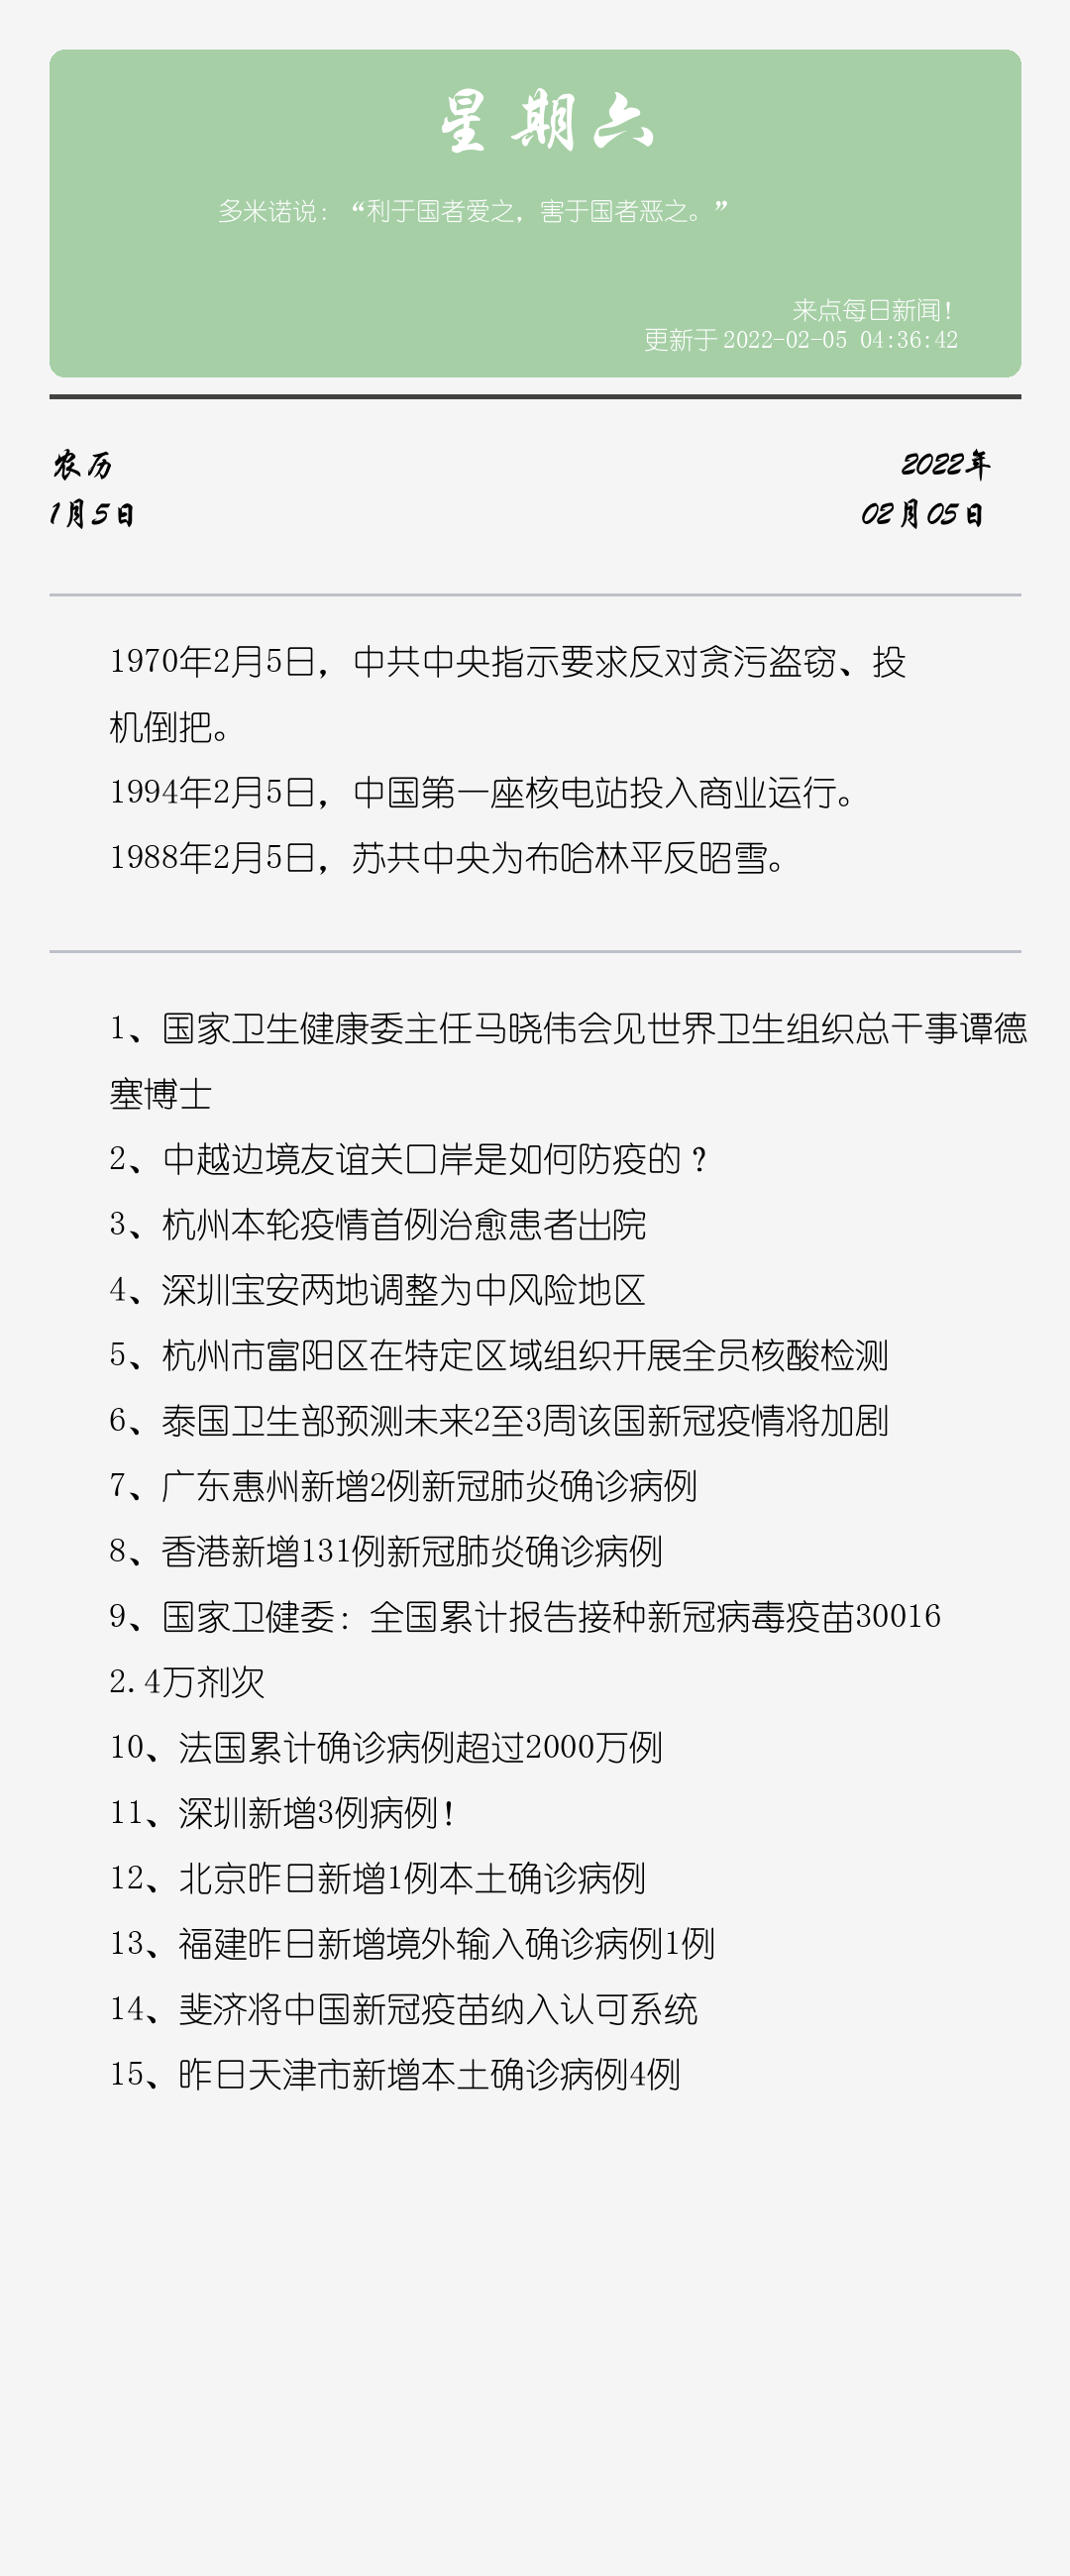 星期六
多米诺说：“利于国者爱之，害于国者恶之。”
来点每日新闻！
更新于2022-02-05 04:36:42
农历
2022年
1月5日
02月05日
1970年2月5日，中共中央指示要求反对贪污盗窃、投
机倒把。
1994年2月5日，中国第一座核电站投入商业运行。
1988年2月5日，苏共中央为布哈林平反昭雪。
1、国家卫生健康委主任马晓伟会见世界卫生组织总干事谭德
塞博士
2、中越边境友谊关口岸是如何防疫的？
3、杭州本轮疫情首例治愈患者出院
4、深圳宝安两地调整为中风险地区
5、杭州市富阳区在特定区域组织开展全员核酸检测
6、泰国卫生部预测未来2至3周该国新冠疫情将加剧
7、广东惠州新增2例新冠肺炎确诊病例
8、香港新增131例新冠肺炎确诊病例
9、国家卫健委：全国累计报告接种新冠病毒疫苗30016
2.4万剂次
10、法国累计确诊病例超过2000万例
11、深圳新增3例病例！
12、北京昨日新增1例本土确诊病例
13、福建昨日新增境外输入确诊病例1例
14、斐济将中国新冠疫苗纳入认可系统
15、昨日天津市新增本土确诊病例4例